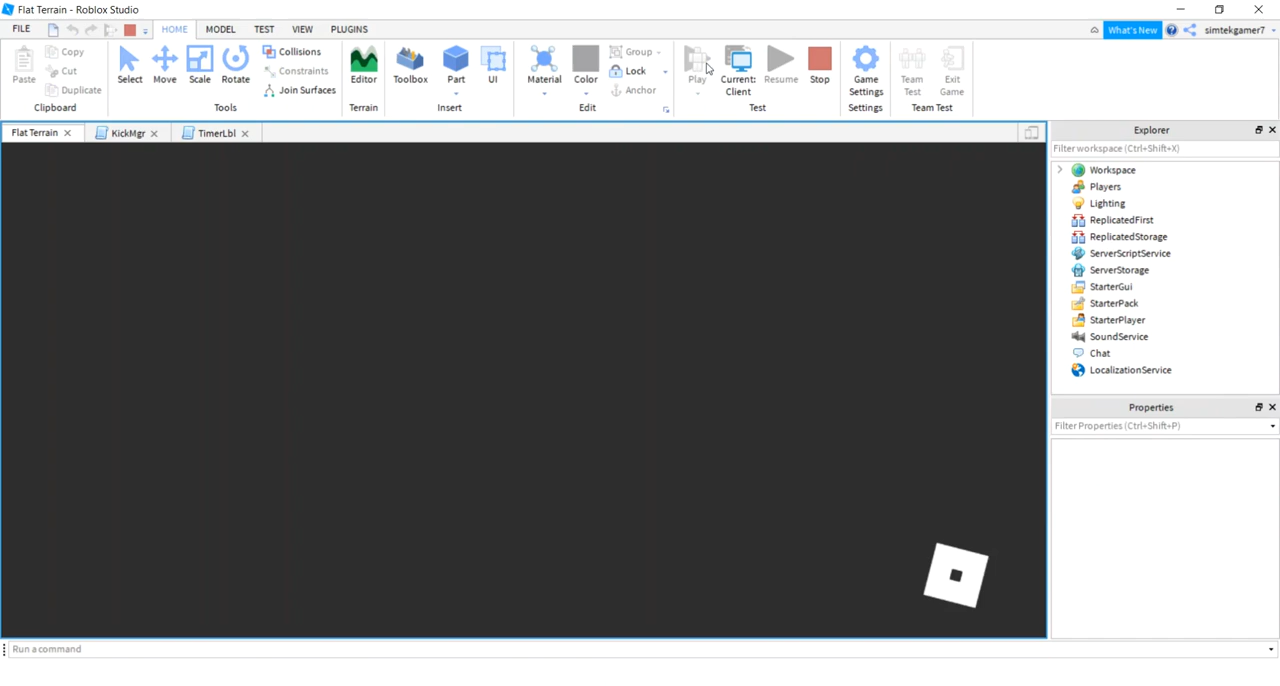 Flat Terrain - Roblox Studio
FILE HOME MODEL TEST VIEW PLUGINS What's New simtekgamer7
Paste Copy Cut Duplicate Clipboard
Select Move Scale Rotate Collisions Constraints Join Surfaces Tools
Editor Terrain
Toolbox Part UI Insert
Material Color Group Lock Anchor Edit
Play Current: Client Resume Stop Test
Game Settings Settings
Team Test Exit Game Team Test
Flat Terrain KickMgr TimerLbl
Explorer
Filter workspace (Ctrl+Shift+X)
Workspace
Players
Lighting
ReplicatedFirst
ReplicatedStorage
ServerScriptService
ServerStorage
StarterGui
StarterPack
StarterPlayer
SoundService
Chat
LocalizationService
Properties
Filter Properties (Ctrl+Shift+P)
Run a command